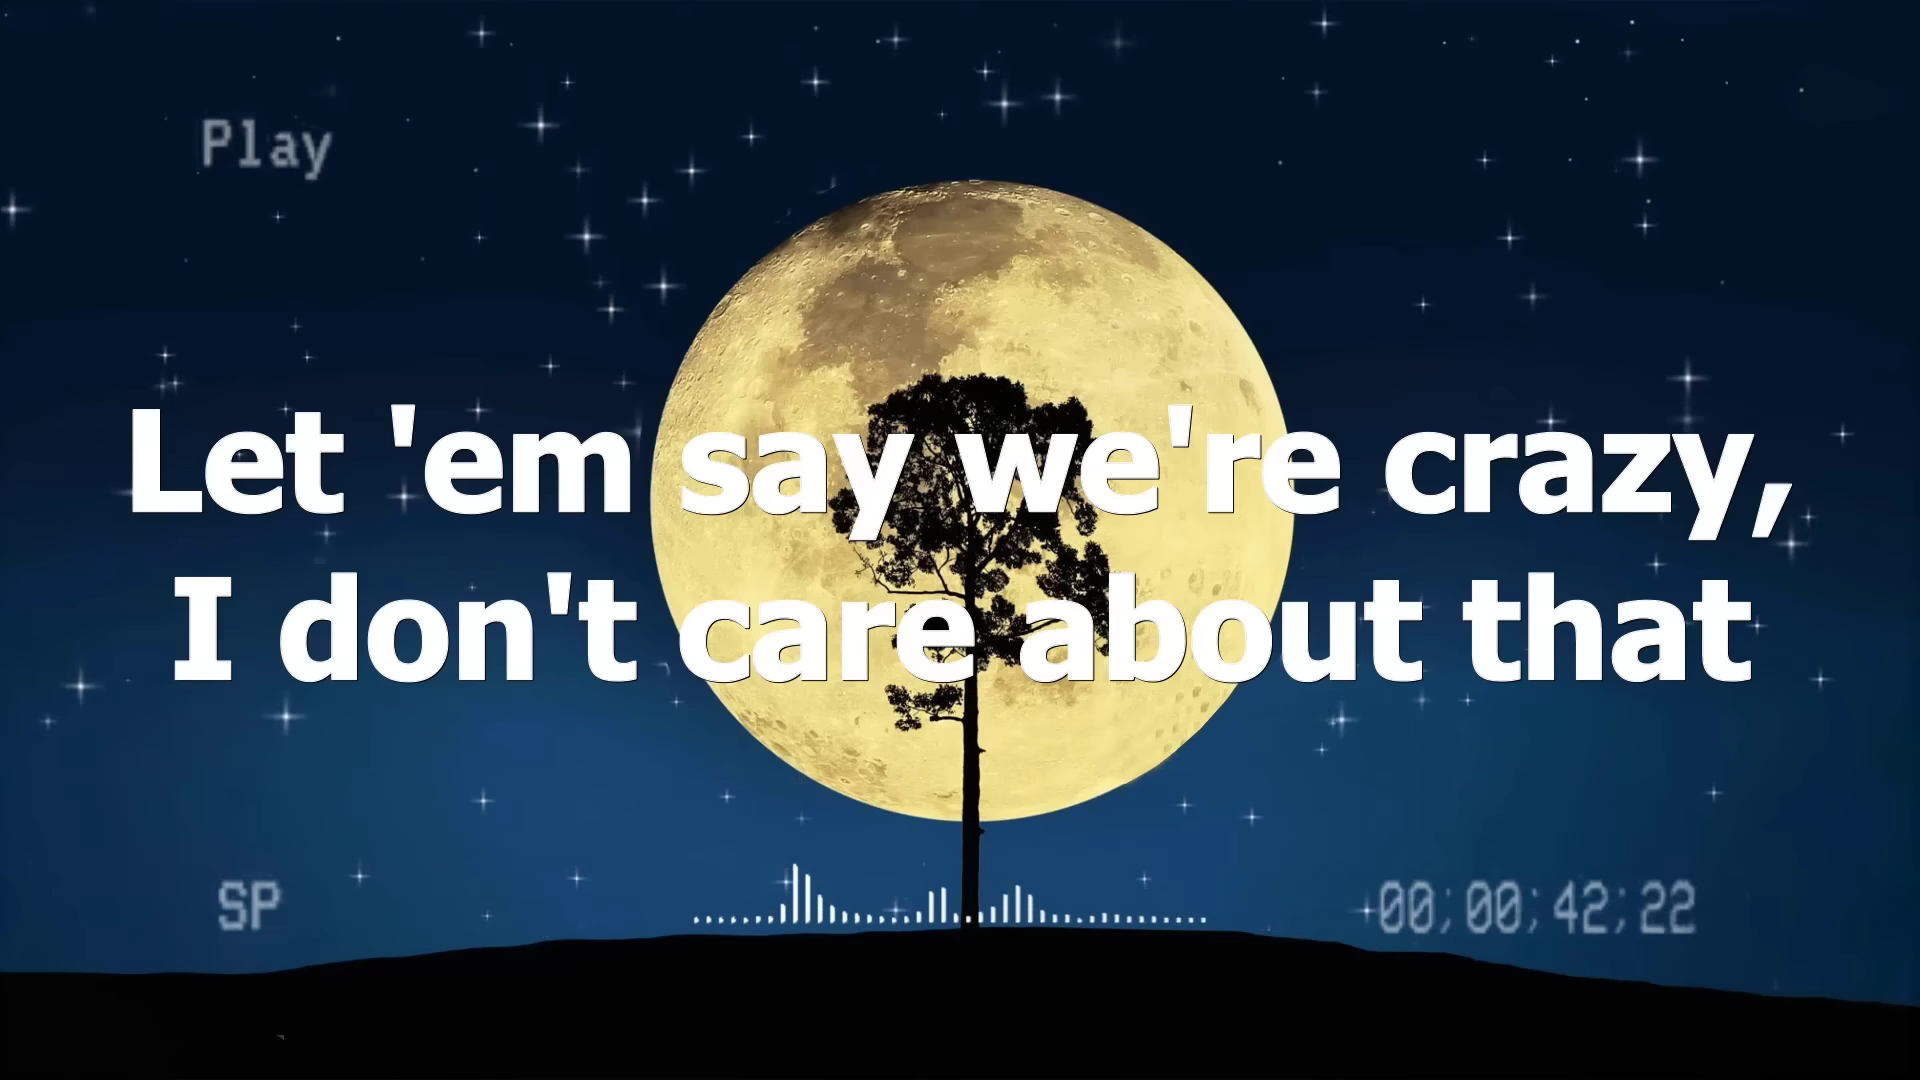 Play
Let 'em say we're crazy,
I don't care about that
SP
00;00;42;22